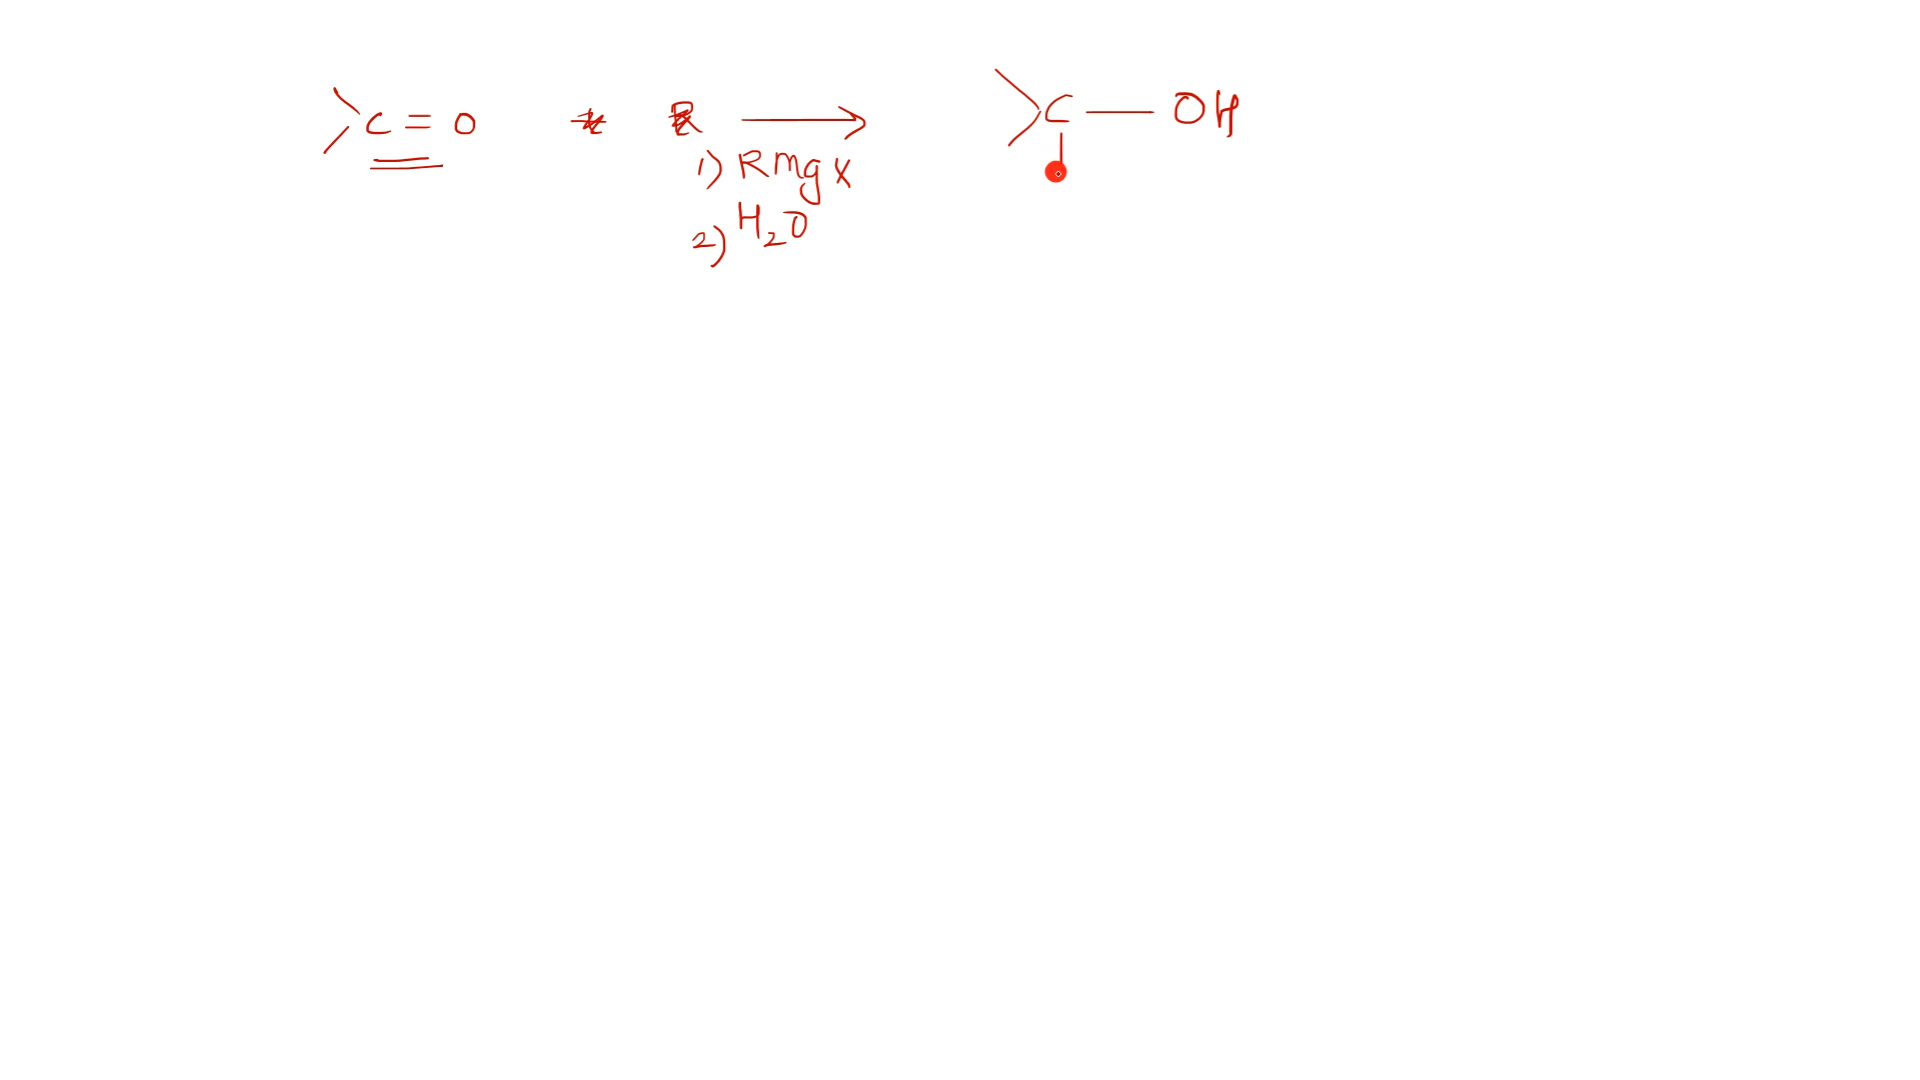 C = O → C — OH
1) RMgX
2) H₂O